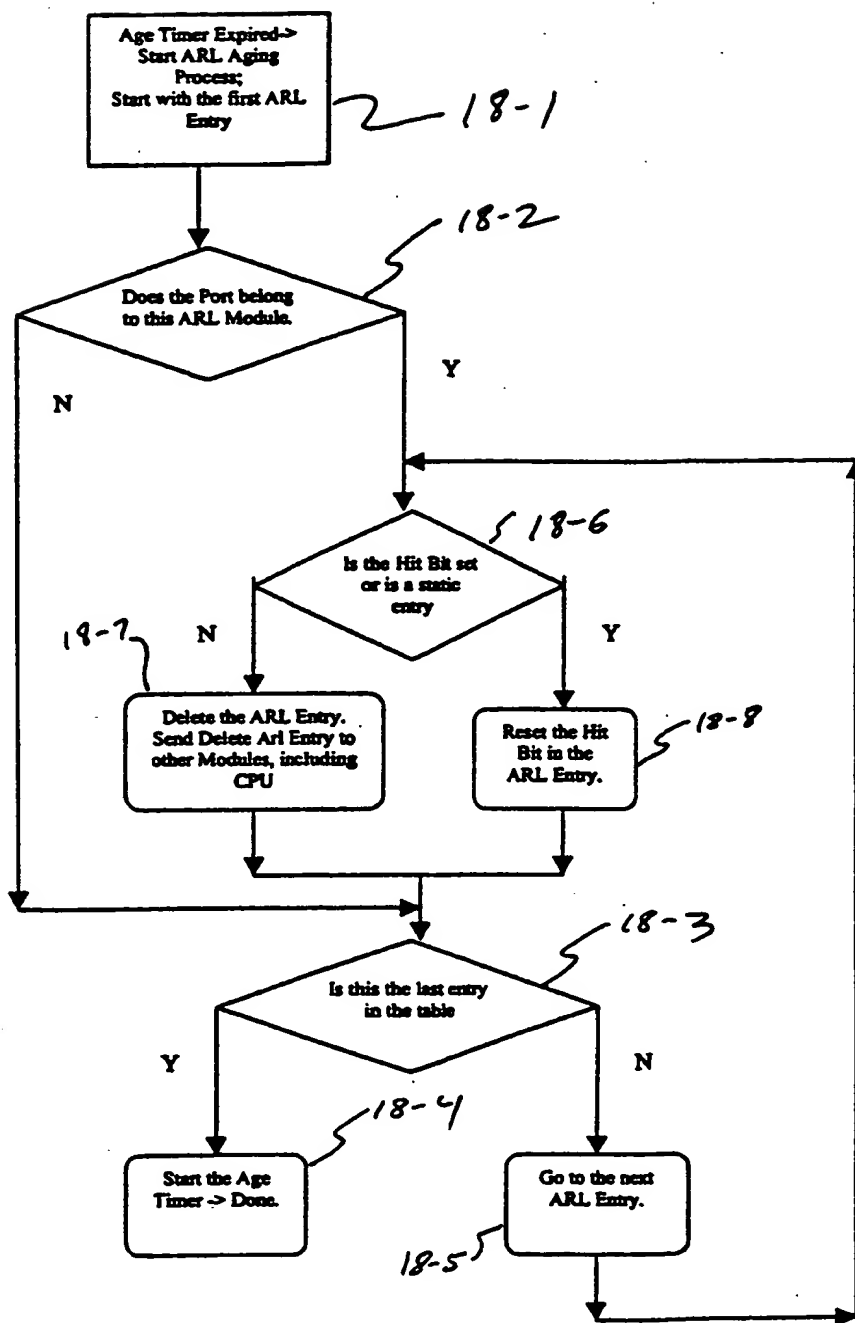 Age Timer Expired->
Start ARL Aging
Process;
Start with the first ARL
Entry
18-1
18-2
Does the Port belong
to this ARL Module.
N
Y
18-6
Is the Hit Bit set
or is a static
entry
18-7
N
Y
Delete the ARL Entry.
Send Delete Arl Entry to
other Modules, including
CPU
Reset the Hit
Bit in the
ARL Entry.
18-8
18-3
Is this the last entry
in the table
Y
N
18-4
Start the Age
Timer -> Done.
Go to the next
ARL Entry.
18-5